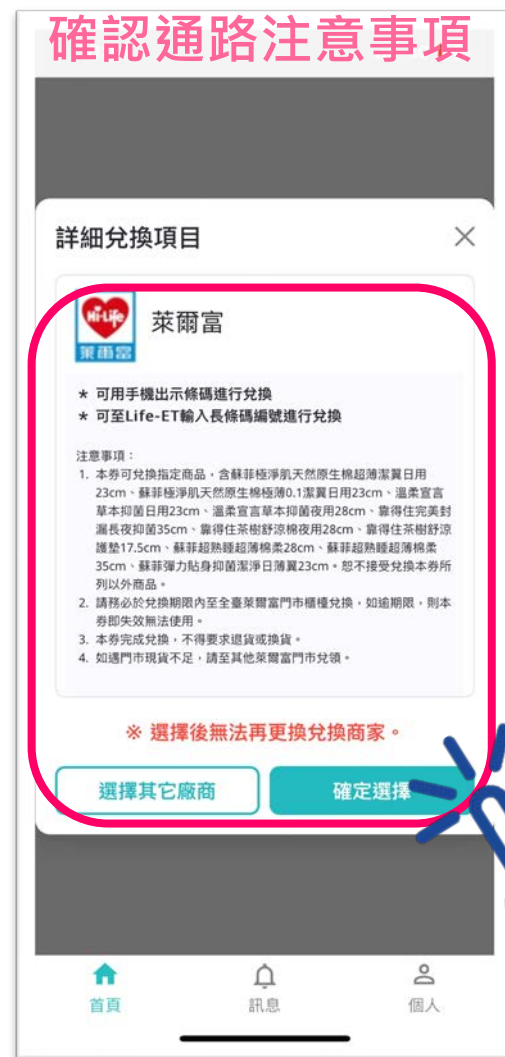 確認通路注意事項
詳細兌換項目
Hi-Life
萊爾富
萊爾富
* 可用手機出示條碼進行兌換
* 可至Life-ET輸入長條碼編號進行兌換
注意事項：
1. 本券可兌換指定商品，含蘇菲極淨肌天然原生棉超薄潔翼日用
23cm、蘇菲極淨肌天然原生棉極薄0.1潔翼日用23cm、溫柔宣言
草本抑菌日用23cm、溫柔宣言草本抑菌夜用28cm、靠得住完美封
漏長夜抑菌35cm、靠得住茶樹舒涼棉夜用28cm、靠得住茶樹舒涼
護墊17.5cm、蘇菲超熟睡超薄棉柔28cm、蘇菲超熟睡超薄棉柔
35cm、蘇菲彈力貼身抑菌潔淨日薄翼23cm。恕不接受兌換本券所
列以外商品。
2. 請務必於兌換期限內至全臺萊爾富門市櫃檯兌換，如逾期限，則本
券即失效無法使用。
3. 本券完成兌換，不得要求退貨或換貨。
4. 如遇門市現貨不足，請至其他萊爾富門市兌領。
※ 選擇後無法再更換兌換商家。
選擇其它廠商
確定選擇
首頁
訊息
個人